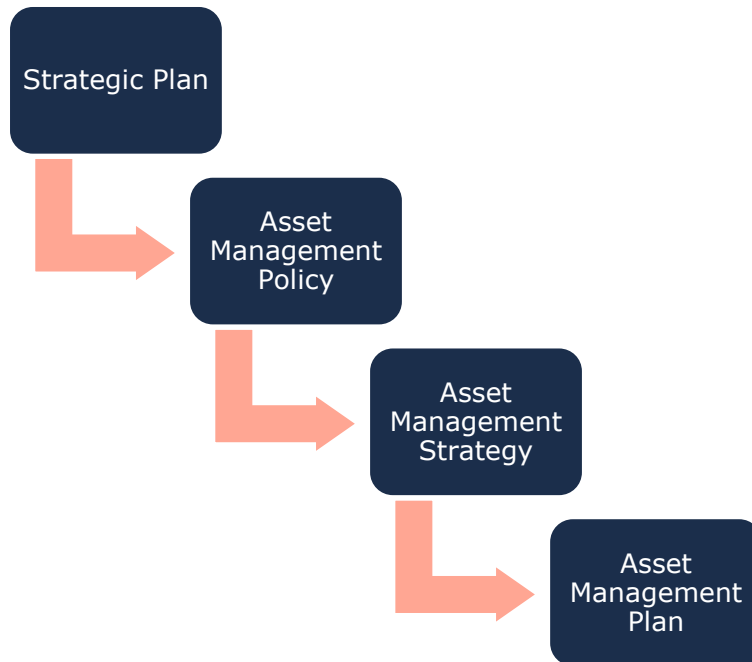 Strategic Plan
Asset
Management
Policy
Asset
Management
Strategy
Asset
Management
Plan